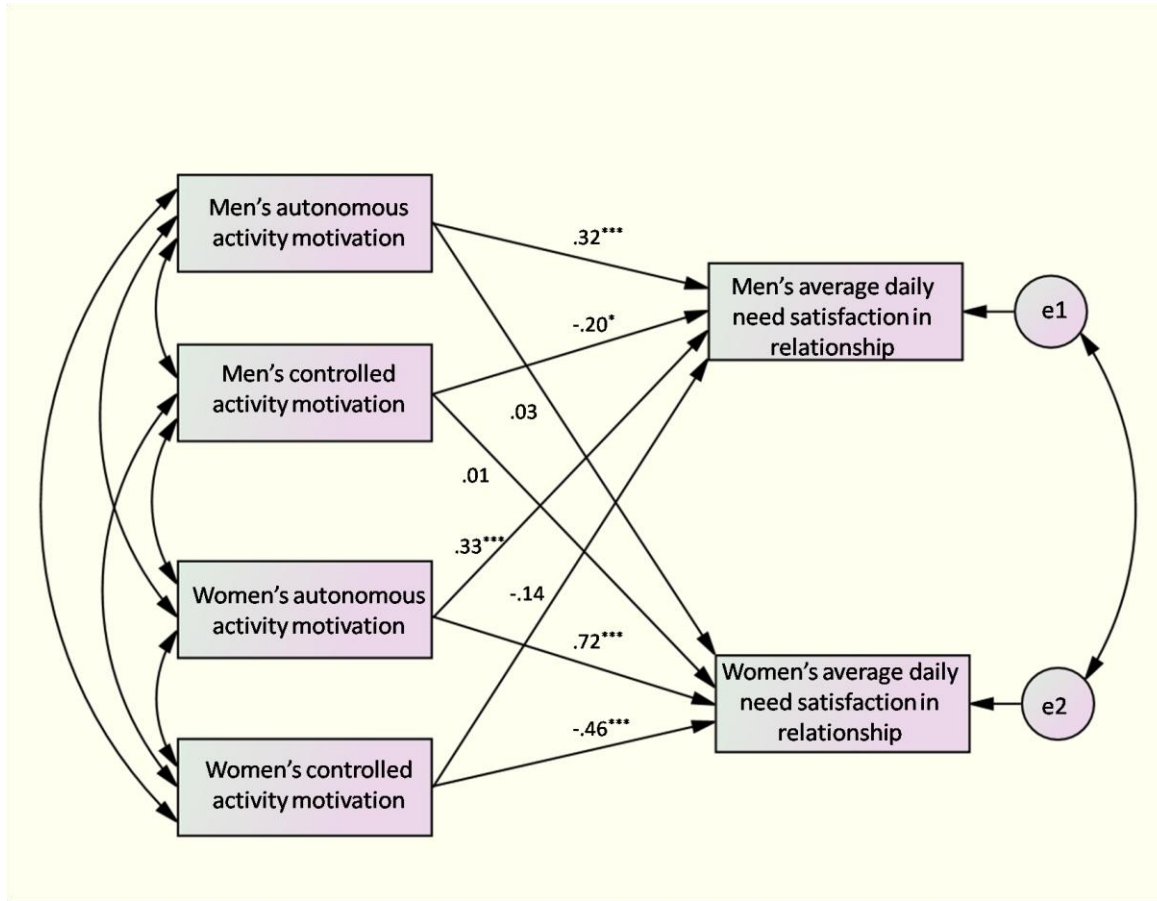 Men’s autonomous
activity motivation
.32***
Men’s average daily
need satisfaction in
relationship
e1
-.20*
Men’s controlled
activity motivation
.03
.01
.33***
-.14
Women’s autonomous
activity motivation
.72***
Women’s average daily
need satisfaction in
relationship
e2
-.46***
Women’s controlled
activity motivation